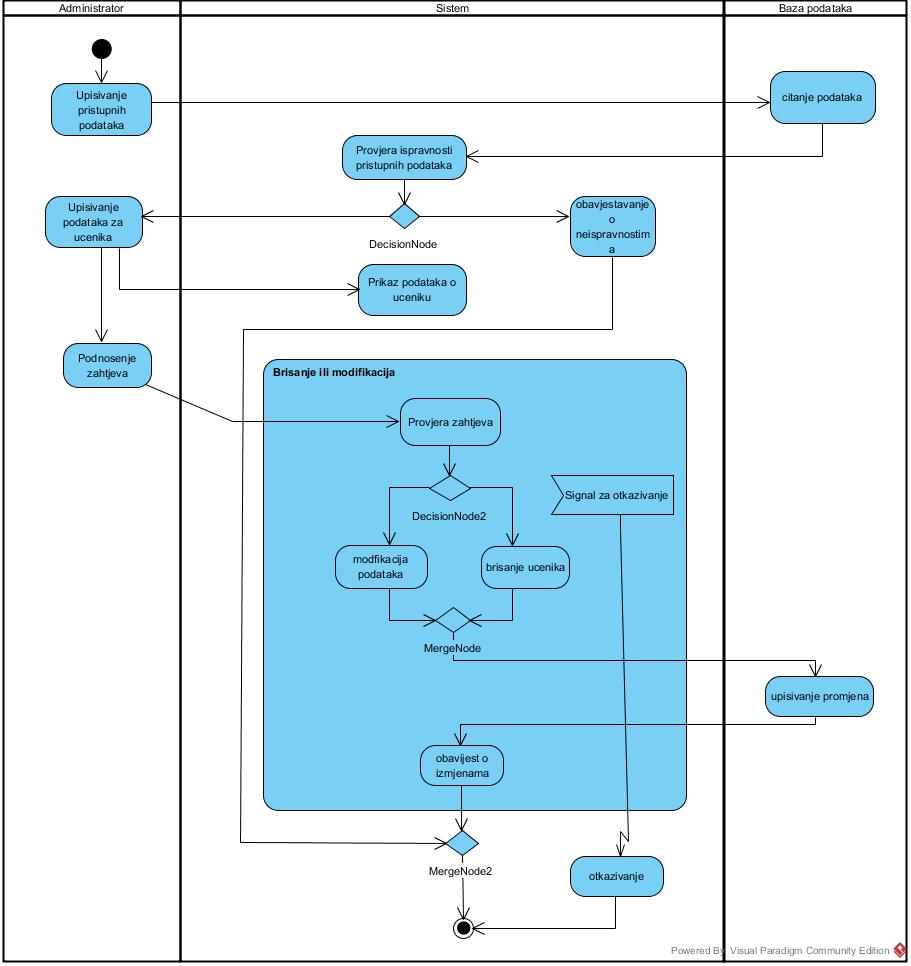 Administrator
Sistem
Baza podataka
Upisivanje
pristupnih
podataka
citanje podataka
Provjera ispravnosti
pristupnih podataka
Upisivanje
podataka za
ucenika
DecisionNode
obavjestavanje
o
neispravnostim
a
Prikaz podataka o
uceniku
Podnosenje
zahtjeva
Brisanje ili modifikacija
Provjera zahtjeva
DecisionNode2
Signal za otkazivanje
modfikacija
podataka
brisanje ucenika
MergeNode
upisivanje promjena
obavijest o
izmjenama
MergeNode2
otkazivanje
Powered By Visual Paradigm Community Edition